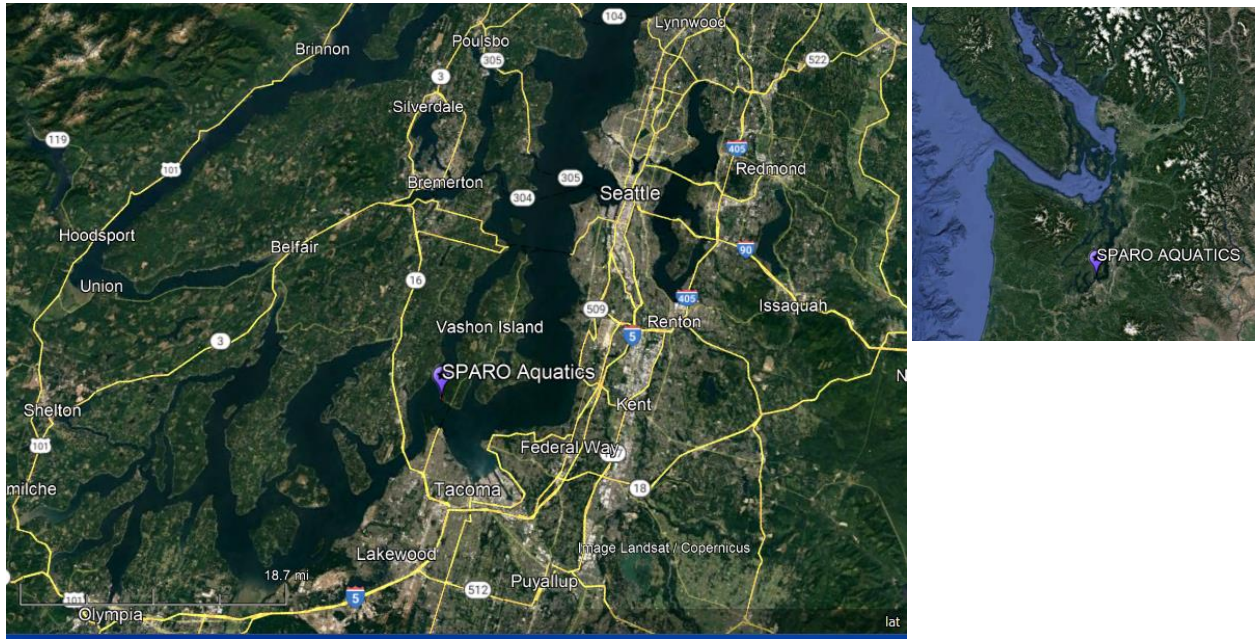 104
Lynnwood
Brinnon
Poulsbo
305
522
3
Silverdale
119
405
Redmond
101
305
Bremerton
304
Seattle
Hoodsport
Belfair
90
16
Union
405
Issaquah
509
Renton
Vashon Island
5
3
SPARO Aquatics
N
Shelton
Kent
101
Federal Way
milche
18
Tacoma
Image Landsat / Copernicus
Lakewood
18.7 mi
Puyallup
512
101
5
Olympia
lat
SPARO AQUATICS